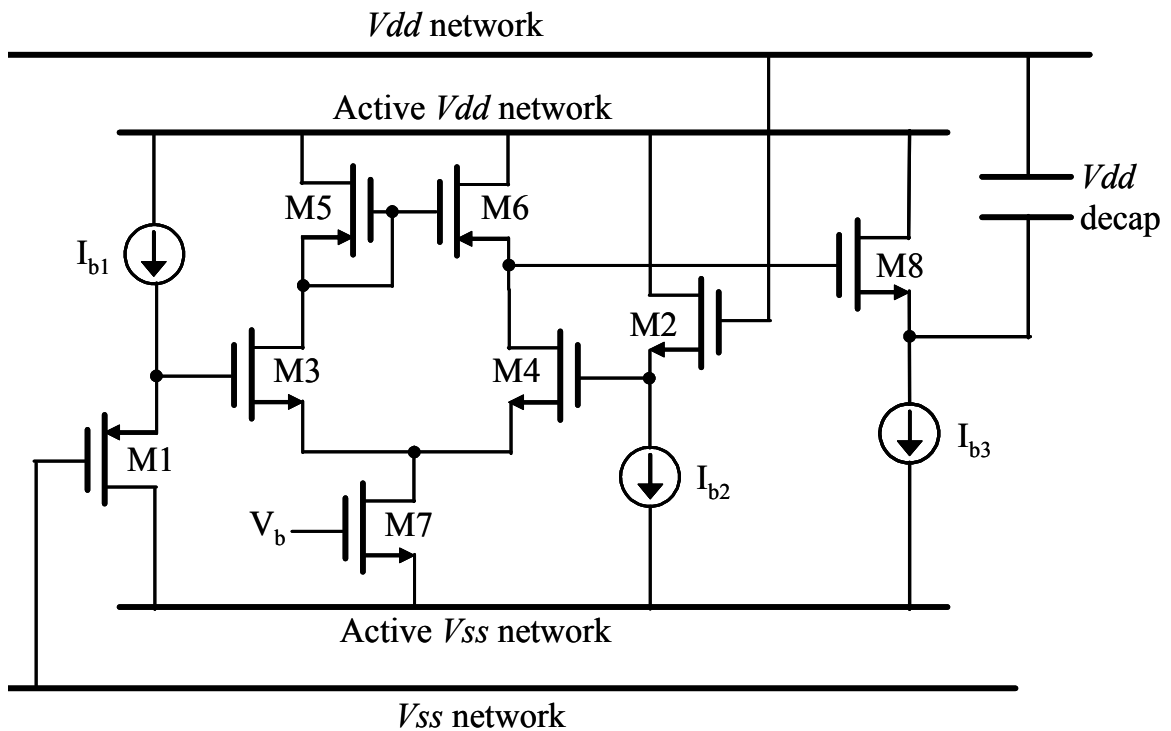 Vdd network
Active Vdd network
M5
M6
Vdd
decap
Ib1
M8
M2
M3
M4
M1
Ib3
Ib2
Vb
M7
Active Vss network
Vss network